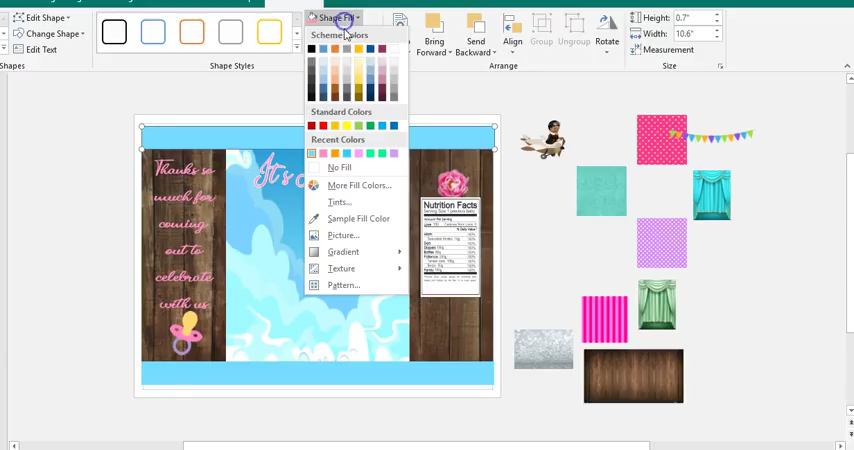 Edit Shape
Change Shape
Edit Text
Shapes
Shape Styles
Shape Fill
Scheme Colors
Standard Colors
Recent Colors
No Fill
More Fill Colors...
Tints...
Sample Fill Color
Picture...
Gradient
Texture
Pattern...
Bring
Forward
Send
Backward
Align
Group
Ungroup
Rotate
Arrange
Height: 0.7"
Width: 10.6"
Measurement
Size
Thanks so
much for
coming
out to
celebrate
with us
It's
Nutrition Facts